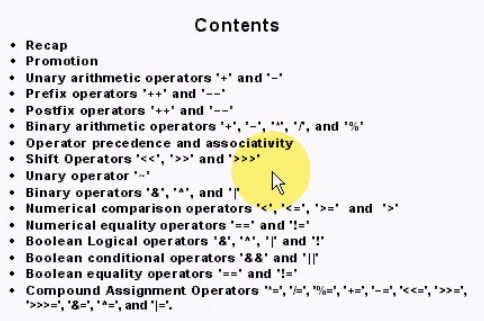 Contents
• Recap
• Promotion
• Unary arithmetic operators '+' and '-'
• Prefix operators '++' and '--'
• Postfix operators '++' and '--'
• Binary arithmetic operators '+', '-', '*', '/', and '%'
• Operator precedence and associativity
• Shift Operators '<<', '>>' and '>>>'
• Unary operator '~'
• Binary operators '&', '^', and '|'
• Numerical comparison operators '<', '<=', '>=' and '>'
• Numerical equality operators '==' and '!='
• Boolean Logical operators '&', '^', '|' and '!'
• Boolean conditional operators '&&' and '||'
• Boolean equality operators '==' and '!='
• Compound Assignment Operators '*=', '/=', '%=', '+=', '-=', '<<=', '>>=',
'>>>=', '&=', '^=', and '|='.